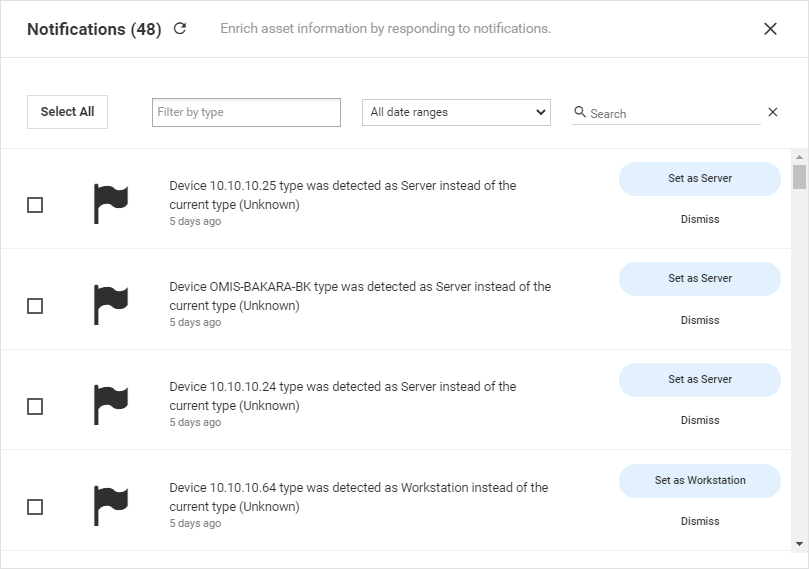 Notifications (48)
Enrich asset information by responding to notifications.
Select All
Filter by type
All date ranges
Search
Device 10.10.10.25 type was detected as Server instead of the
current type (Unknown)
5 days ago
Set as Server
Dismiss
Device OMIS-BAKARA-BK type was detected as Server instead of the
current type (Unknown)
5 days ago
Set as Server
Dismiss
Device 10.10.10.24 type was detected as Server instead of the
current type (Unknown)
5 days ago
Set as Server
Dismiss
Device 10.10.10.64 type was detected as Workstation instead of the
current type (Unknown)
5 days ago
Set as Workstation
Dismiss